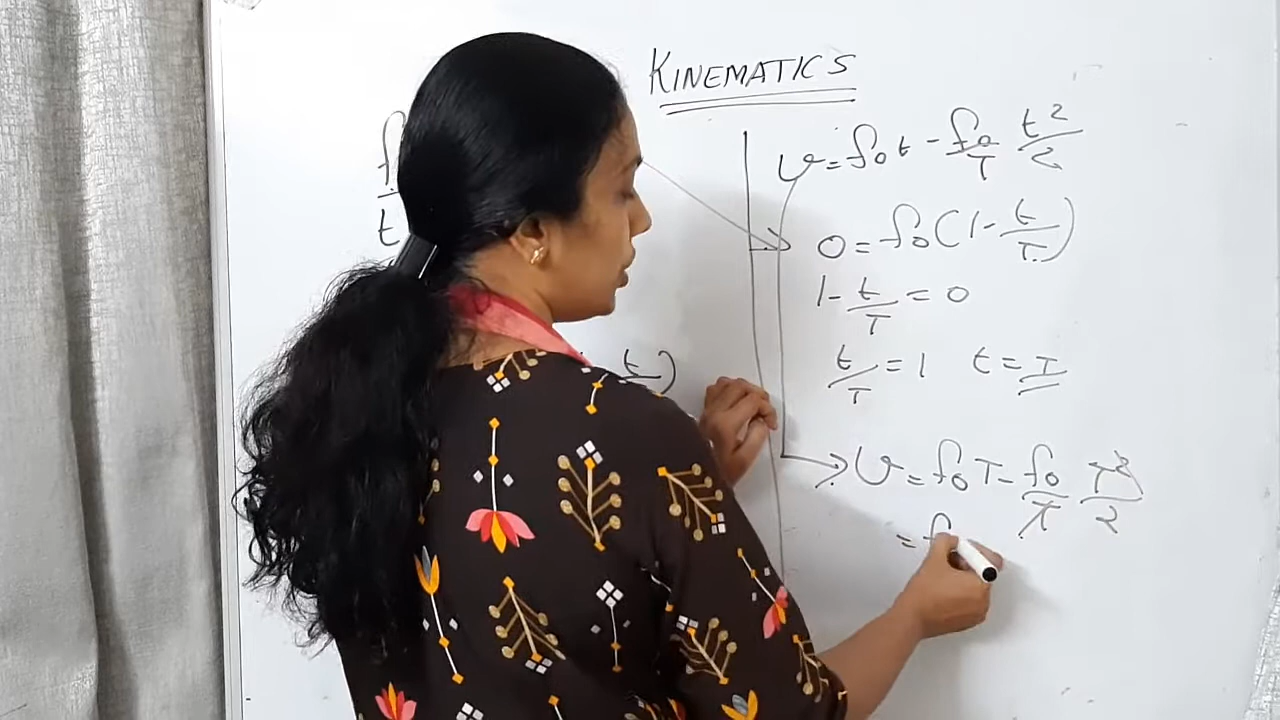 KINEMATICS
f
t
t )
v = f₀t - f₀/T t²/2
0 = f₀(1 - t/T)
1 - t/T = 0
t/T = 1 t = T
v = f₀T - f₀/T T²/2
= f